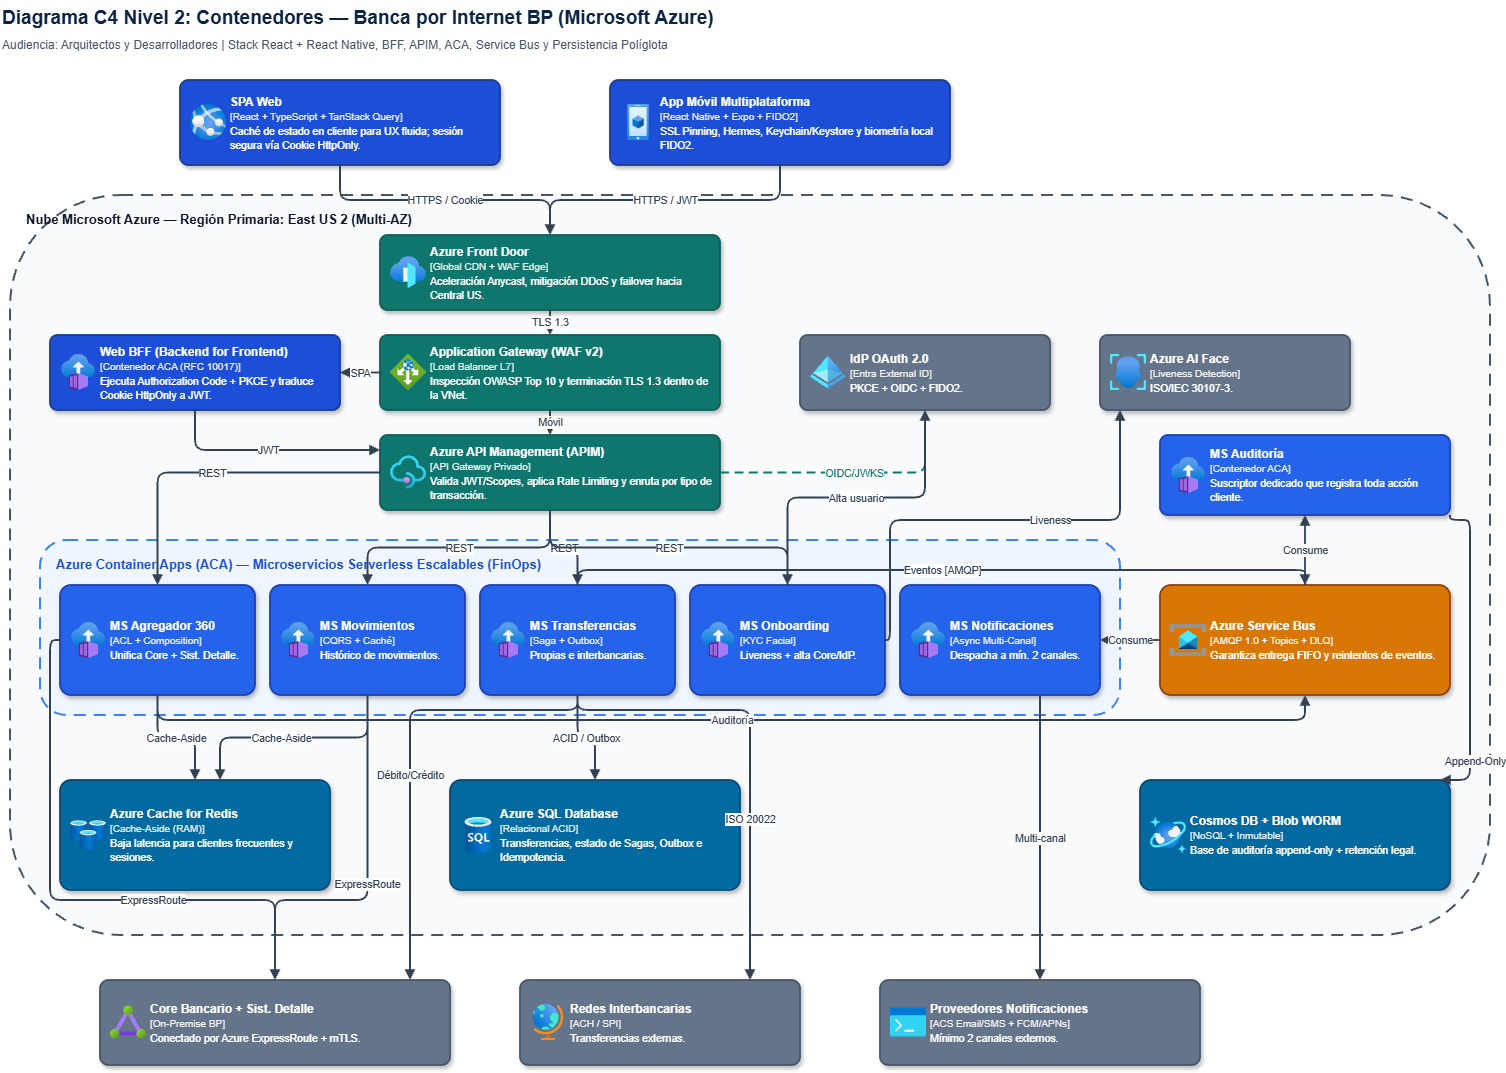 Diagrama C4 Nivel 2: Contenedores — Banca por Internet BP (Microsoft Azure)
Audiencia: Arquitectos y Desarrolladores | Stack React + React Native, BFF, APIM, ACA, Service Bus y Persistencia Políglota
SPA Web
[React + TypeScript + TanStack Query]
Caché de estado en cliente para UX fluida; sesión
segura vía Cookie HttpOnly.
App Móvil Multiplataforma
[React Native + Expo + FIDO2]
SSL Pinning, Hermes, Keychain/Keystore y biometría local
FIDO2.
HTTPS / Cookie
HTTPS / JWT
Nube Microsoft Azure — Región Primaria: East US 2 (Multi-AZ)
Azure Front Door
[Global CDN + WAF Edge]
Aceleración Anycast, mitigación DDoS y failover hacia
Central US.
TLS 1.3
Web BFF (Backend for Frontend)
[Contenedor ACA (RFC 10017)]
Ejecuta Authorization Code + PKCE y traduce
Cookie HttpOnly a JWT.
SPA
Application Gateway (WAF v2)
[Load Balancer L7]
Inspección OWASP Top 10 y terminación TLS 1.3 dentro de
la VNet.
IdP OAuth 2.0
[Entra External ID]
PKCE + OIDC + FIDO2.
Azure AI Face
[Liveness Detection]
ISO/IEC 30107-3.
Móvil
JWT
Azure API Management (APIM)
[API Gateway Privado]
Valida JWT/Scopes, aplica Rate Limiting y enruta por tipo de
transacción.
REST
OIDC/JWKS
Alta usuario
Liveness
MS Auditoría
[Contenedor ACA]
Suscriptor dedicado que registra toda acción
cliente.
REST
REST
REST
Consume
Azure Container Apps (ACA) — Microservicios Serverless Escalables (FinOps)
Eventos [AMQP]
MS Agregador 360
[ACL + Composition]
Unifica Core + Sist. Detalle.
MS Movimientos
[CQRS + Caché]
Histórico de movimientos.
MS Transferencias
[Saga + Outbox]
Propias e interbancarias.
MS Onboarding
[KYC Facial]
Liveness + alta Core/IdP.
MS Notificaciones
[Async Multi-Canal]
Despacha a mín. 2 canales.
Consume
Azure Service Bus
[AMQP 1.0 + Topics + DLQ]
Garantiza entrega FIFO y reintentos de eventos.
Auditoría
Cache-Aside
Cache-Aside
ACID / Outbox
Débito/Crédito
Append-Only
Azure Cache for Redis
[Cache-Aside (RAM)]
Baja latencia para clientes frecuentes y
sesiones.
Azure SQL Database
[Relacional ACID]
Transferencias, estado de Sagas, Outbox e
Idempotencia.
ISO 20022
Multi-canal
Cosmos DB + Blob WORM
[NoSQL + Inmutable]
Base de auditoría append-only + retención legal.
ExpressRoute
ExpressRoute
Core Bancario + Sist. Detalle
[On-Premise BP]
Conectado por Azure ExpressRoute + mTLS.
Redes Interbancarias
[ACH / SPI]
Transferencias externas.
Proveedores Notificaciones
[ACS Email/SMS + FCM/APNs]
Mínimo 2 canales externos.
SQL